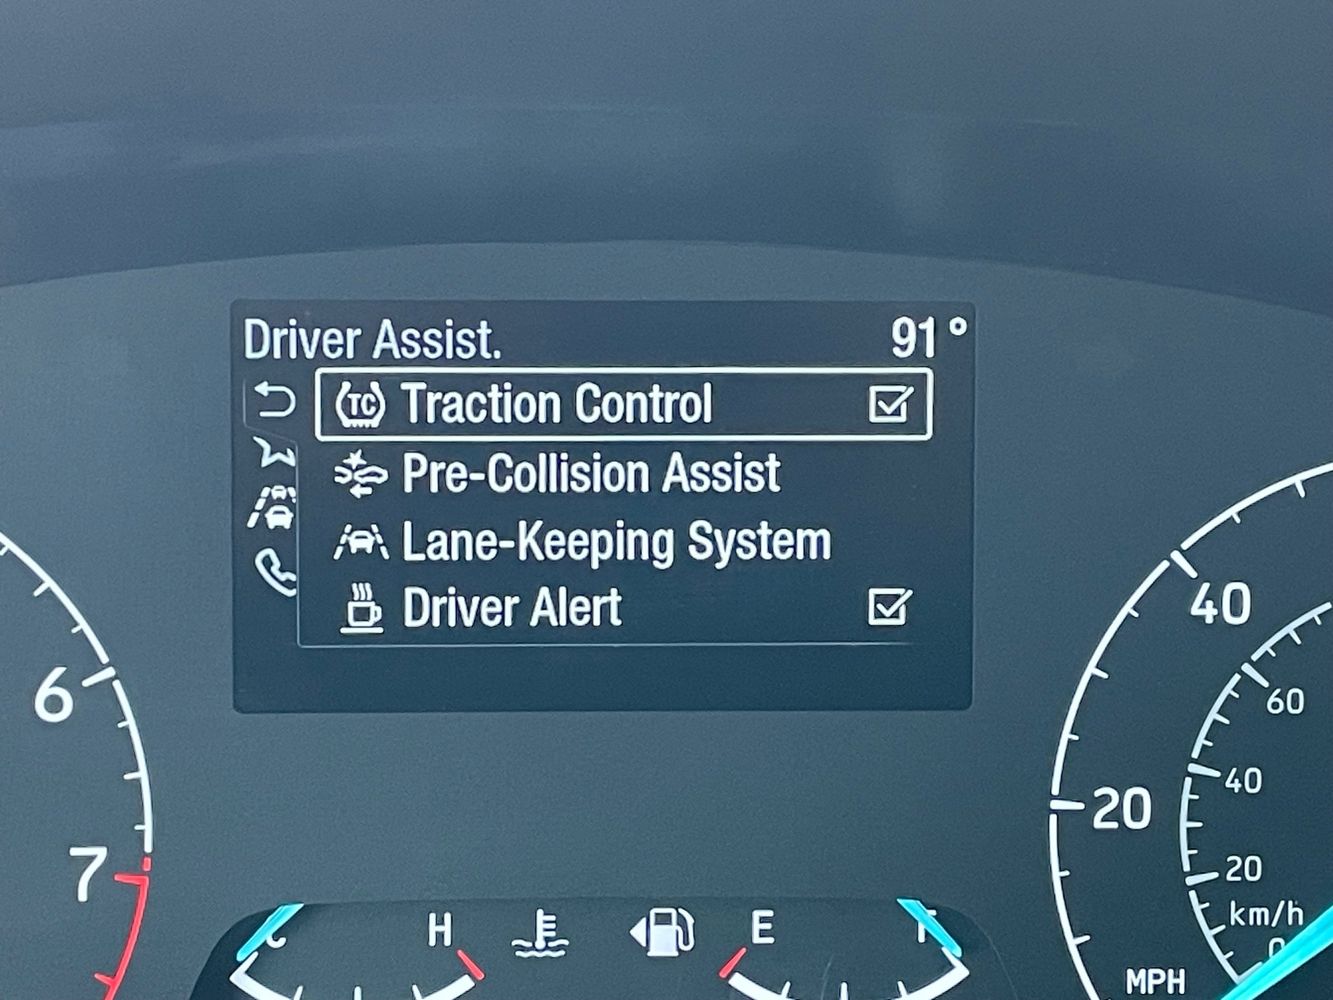 Driver Assist. 91°
TC Traction Control
Pre-Collision Assist
Lane-Keeping System
Driver Alert
6
7
H
E
40
60
20
40
20
km/h
0
MPH